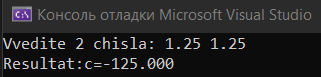 Консоль отладки Microsoft Visual Studio
Vvedite 2 chisla: 1.25 1.25
Resultat:c=-125.000